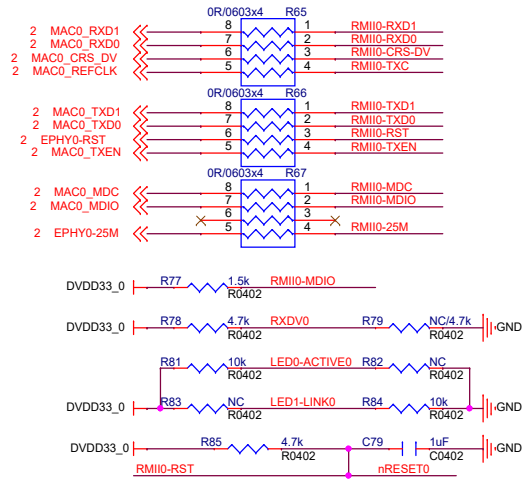 0R/0603x4 R65
2 MAC0_RXD1 8 1 RMII0-RXD1
2 MAC0_RXD0 7 2 RMII0-RXD0
2 MAC0_CRS_DV 6 3 RMII0-CRS-DV
2 MAC0_REFCLK 5 4 RMII0-TXC
0R/0603x4 R66
2 MAC0_TXD1 8 1 RMII0-TXD1
2 MAC0_TXD0 7 2 RMII0-TXD0
2 EPHY0-RST 6 3 RMII0-RST
2 MAC0_TXEN 5 4 RMII0-TXEN
0R/0603x4 R67
2 MAC0_MDC 8 1 RMII0-MDC
2 MAC0_MDIO 7 2 RMII0-MDIO
6 3
2 EPHY0-25M 5 4 RMII0-25M
DVDD33_0 R77 1.5k RMII0-MDIO
R0402
DVDD33_0 R78 4.7k RXDV0 R79 NC/4.7k GND
R0402 R0402
R81 10k LED0-ACTIVE0 R82 NC
R0402 R0402
DVDD33_0 R83 NC LED1-LINK0 R84 10k GND
R0402 R0402
DVDD33_0 R85 4.7k C79 1uF GND
R0402 C0402
RMII0-RST nRESET0